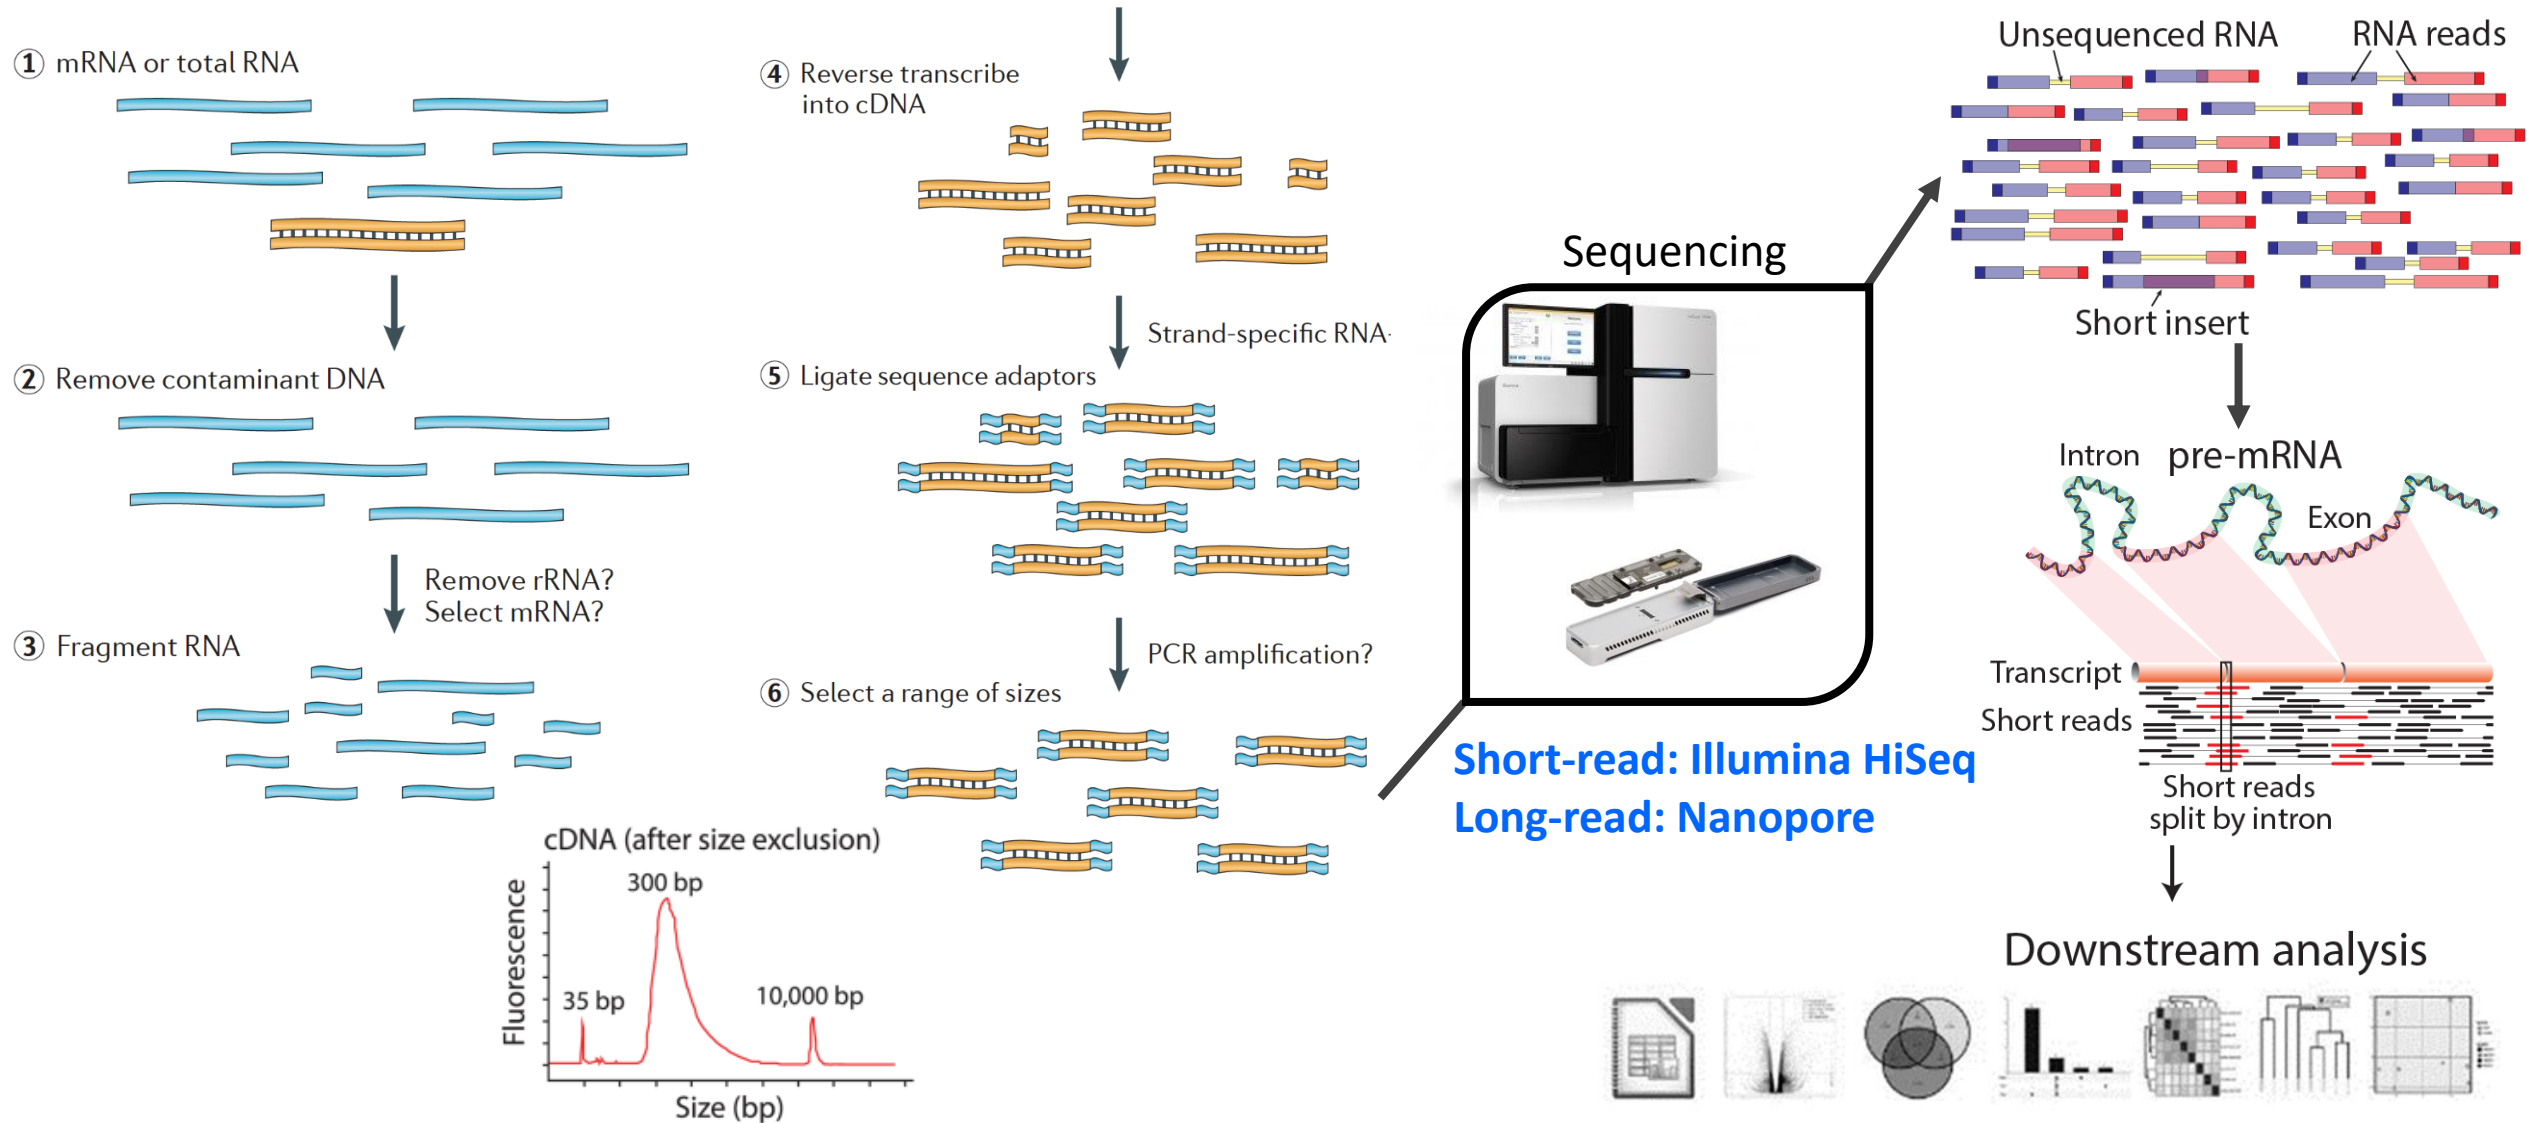 ① mRNA or total RNA
② Remove contaminant DNA
Remove rRNA?
Select mRNA?
③ Fragment RNA
cDNA (after size exclusion)
300 bp
35 bp
10,000 bp
Fluorescence
Size (bp)
④ Reverse transcribe
into cDNA
Strand-specific RNA-
⑤ Ligate sequence adaptors
PCR amplification?
⑥ Select a range of sizes
Sequencing
Short-read: Illumina HiSeq
Long-read: Nanopore
Unsequenced RNA
RNA reads
Short insert
Intron
pre-mRNA
Exon
Transcript
Short reads
Short reads
split by intron
Downstream analysis